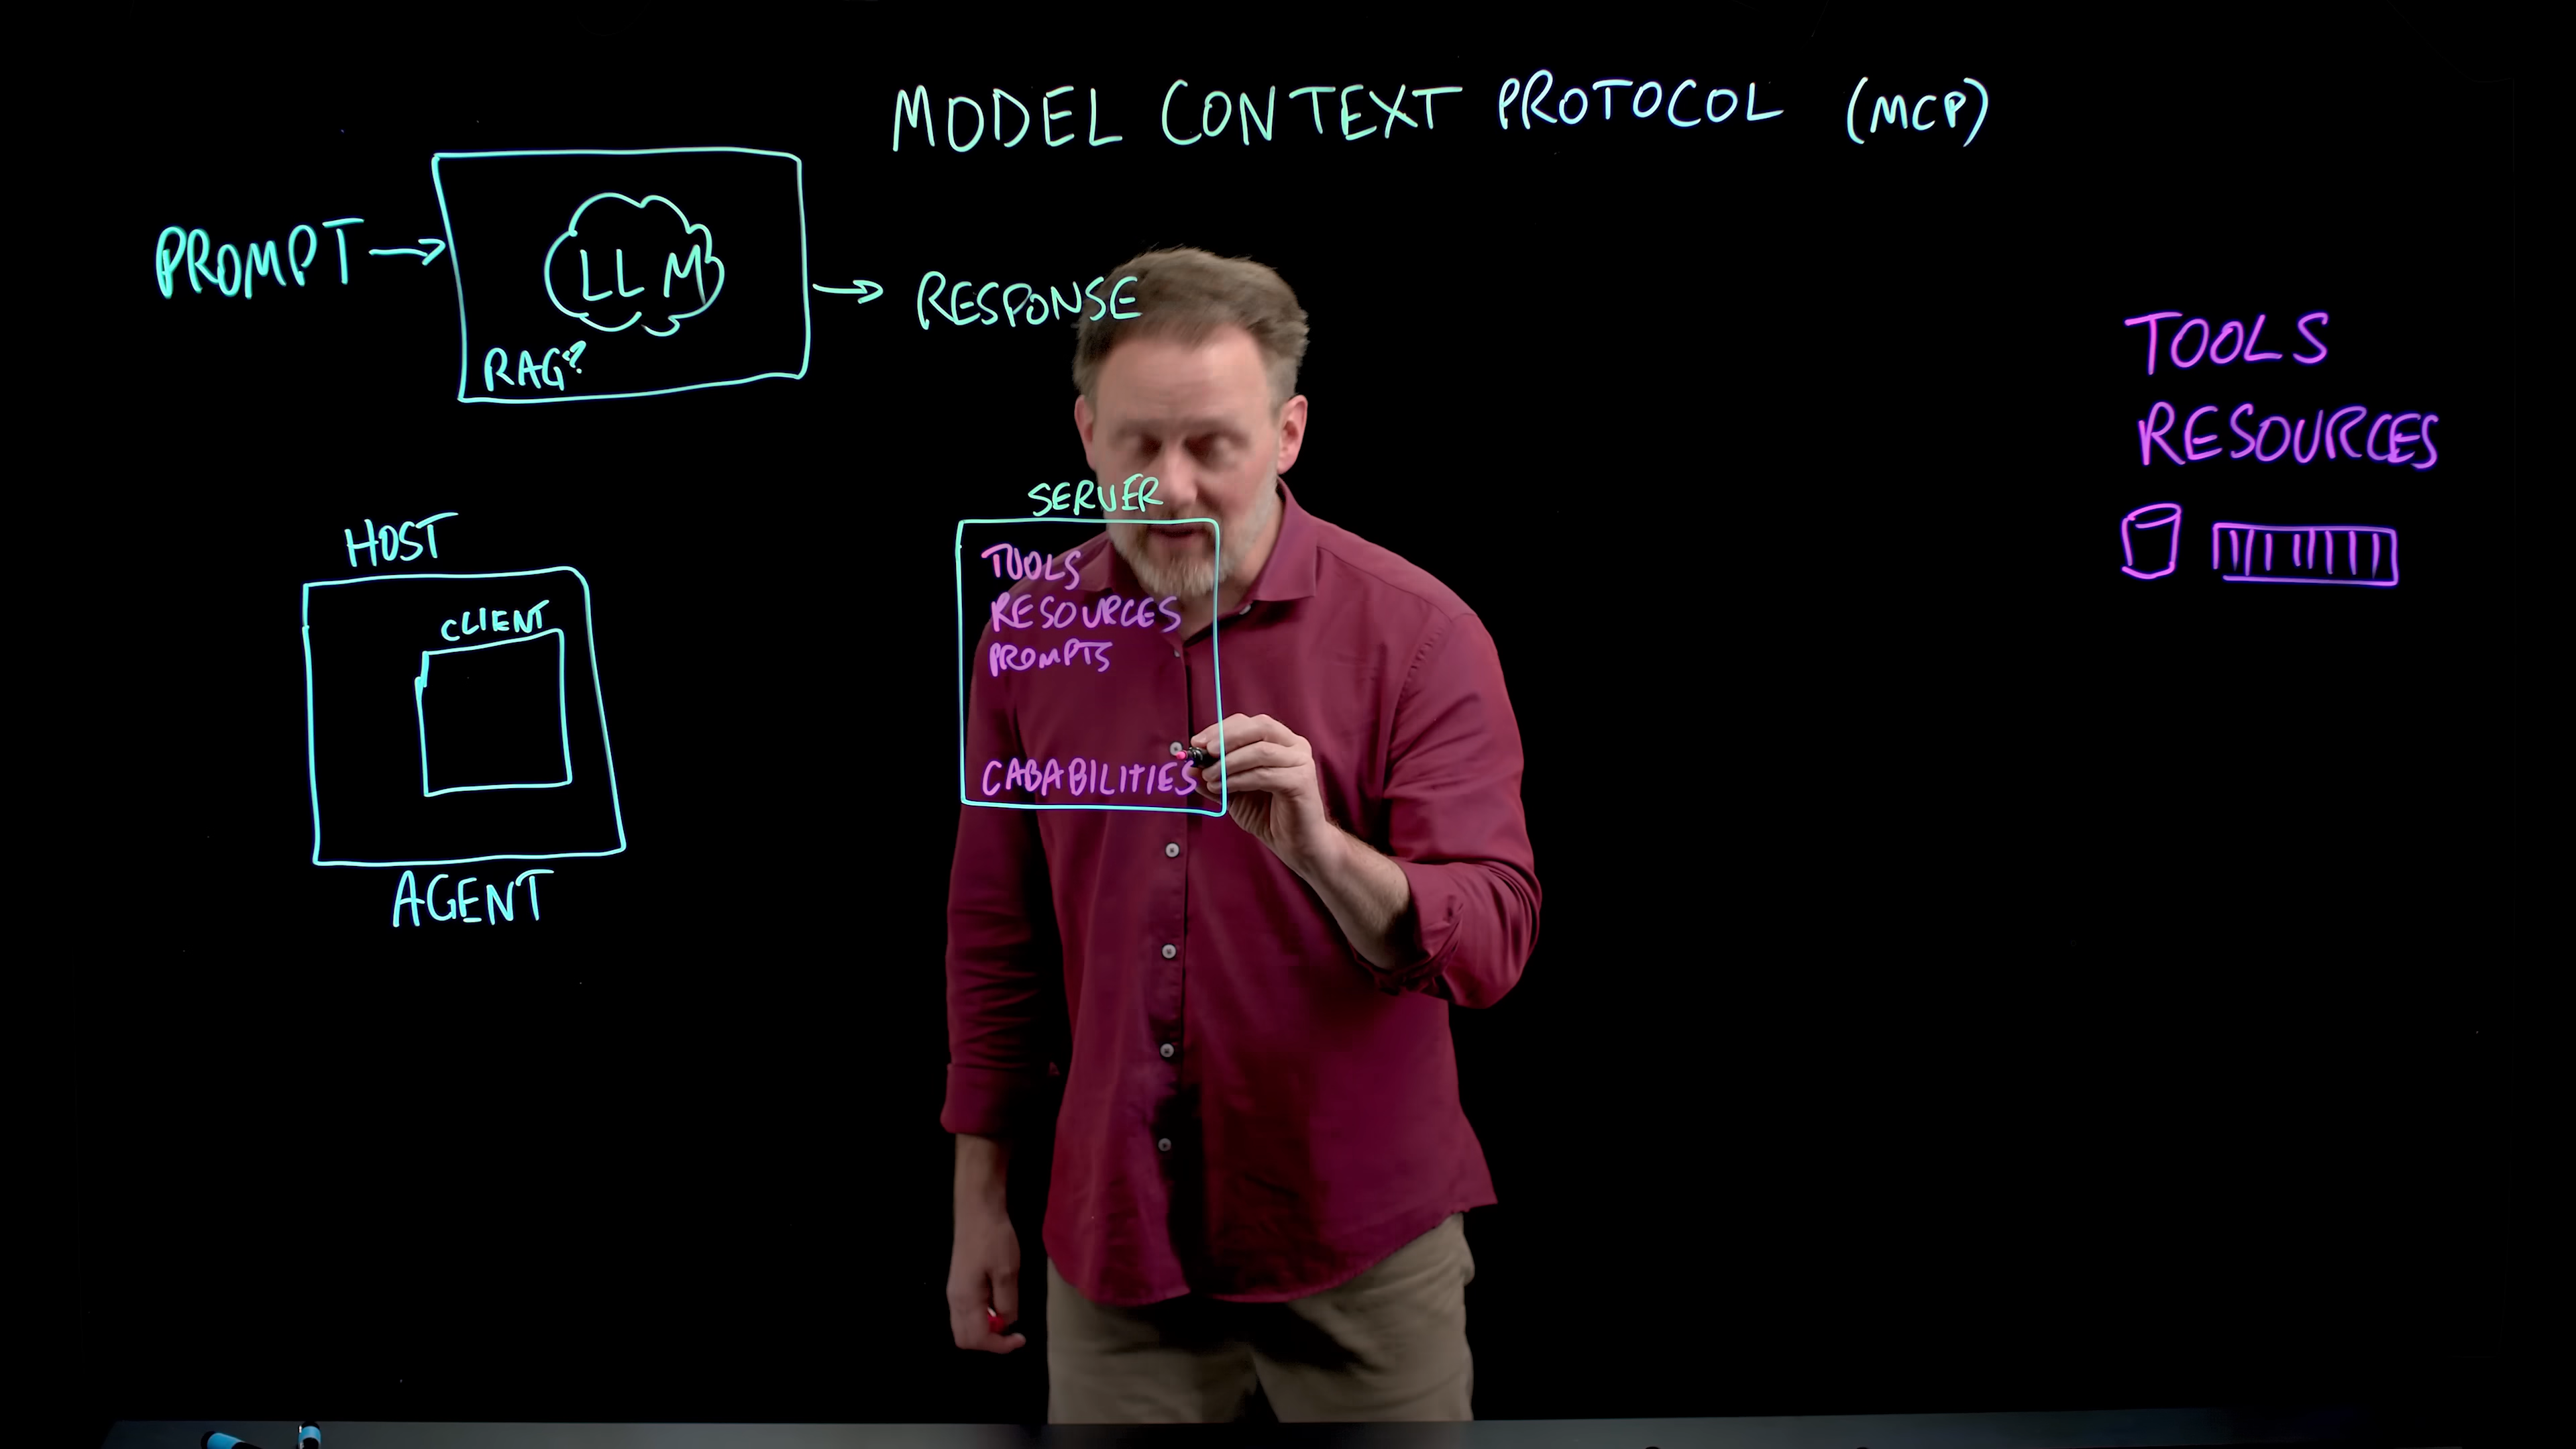 MODEL CONTEXT PROTOCOL (MCP)
PROMPT
LLM
RAG?
RESPONSE
TOOLS
RESOURCES
HOST
CLIENT
AGENT
SERVER
TOOLS
RESOURCES
PROMPTS
CABABILITIES